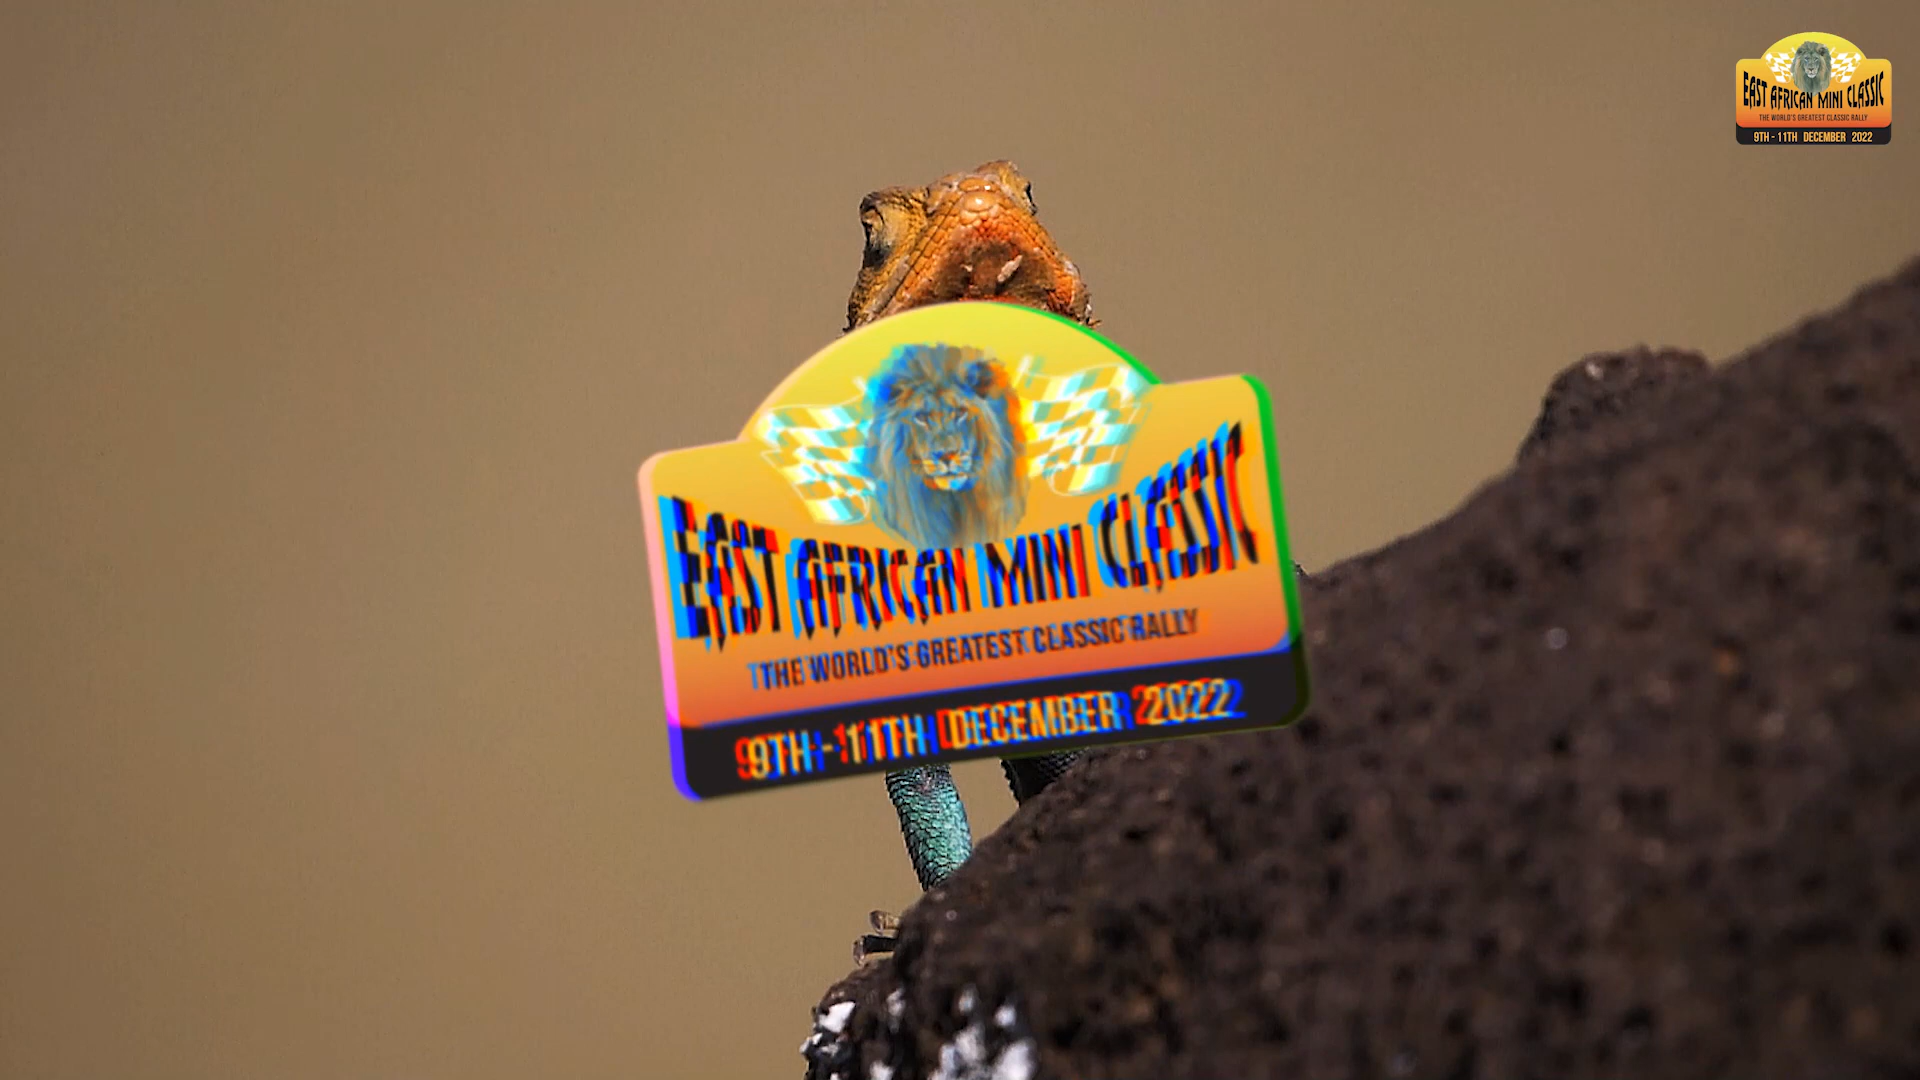 EAST AFRICAN MINI CLASSIC
THE WORLD'S GREATEST CLASSIC RALLY
9TH - 11TH DECEMBER 2022
EAST AFRICAN MINI CLASSIC
THE WORLD'S GREATEST CLASSIC RALLY
9TH - 11TH DECEMBER 2022